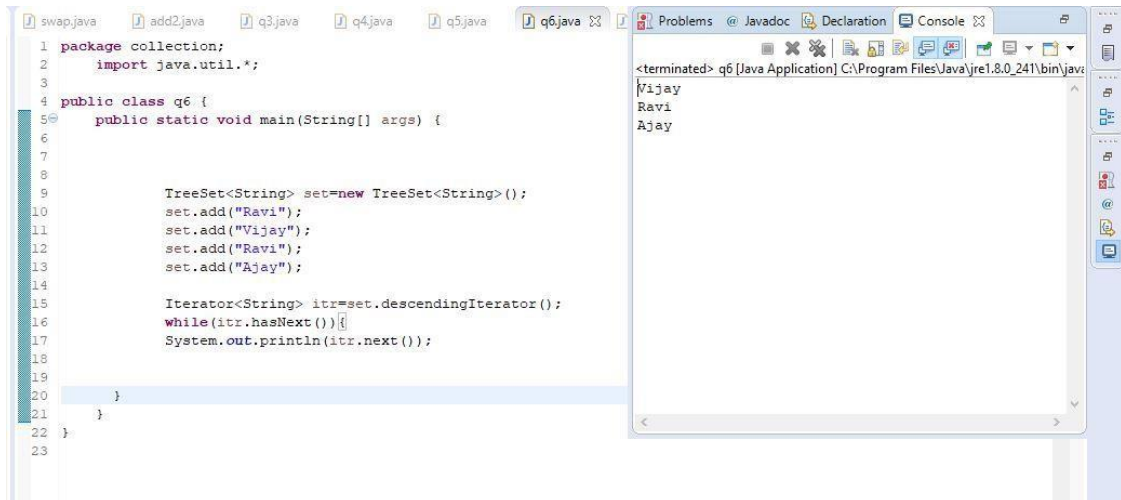 swap.java add2.java q3.java q4.java q5.java q6.java
Problems @ Javadoc Declaration Console
<terminated> q6 [Java Application] C:\Program Files\Java\jre1.8.0_241\bin\java
Vijay
Ravi
Ajay
1 package collection;
2 import java.util.*;
3
4 public class q6 {
5 public static void main(String[] args) {
6
7
8
9 TreeSet<String> set=new TreeSet<String>();
10 set.add("Ravi");
11 set.add("Vijay");
12 set.add("Ravi");
13 set.add("Ajay");
14
15 Iterator<String> itr=set.descendingIterator();
16 while(itr.hasNext()){
17 System.out.println(itr.next());
18
19
20 }
21 }
22 }
23